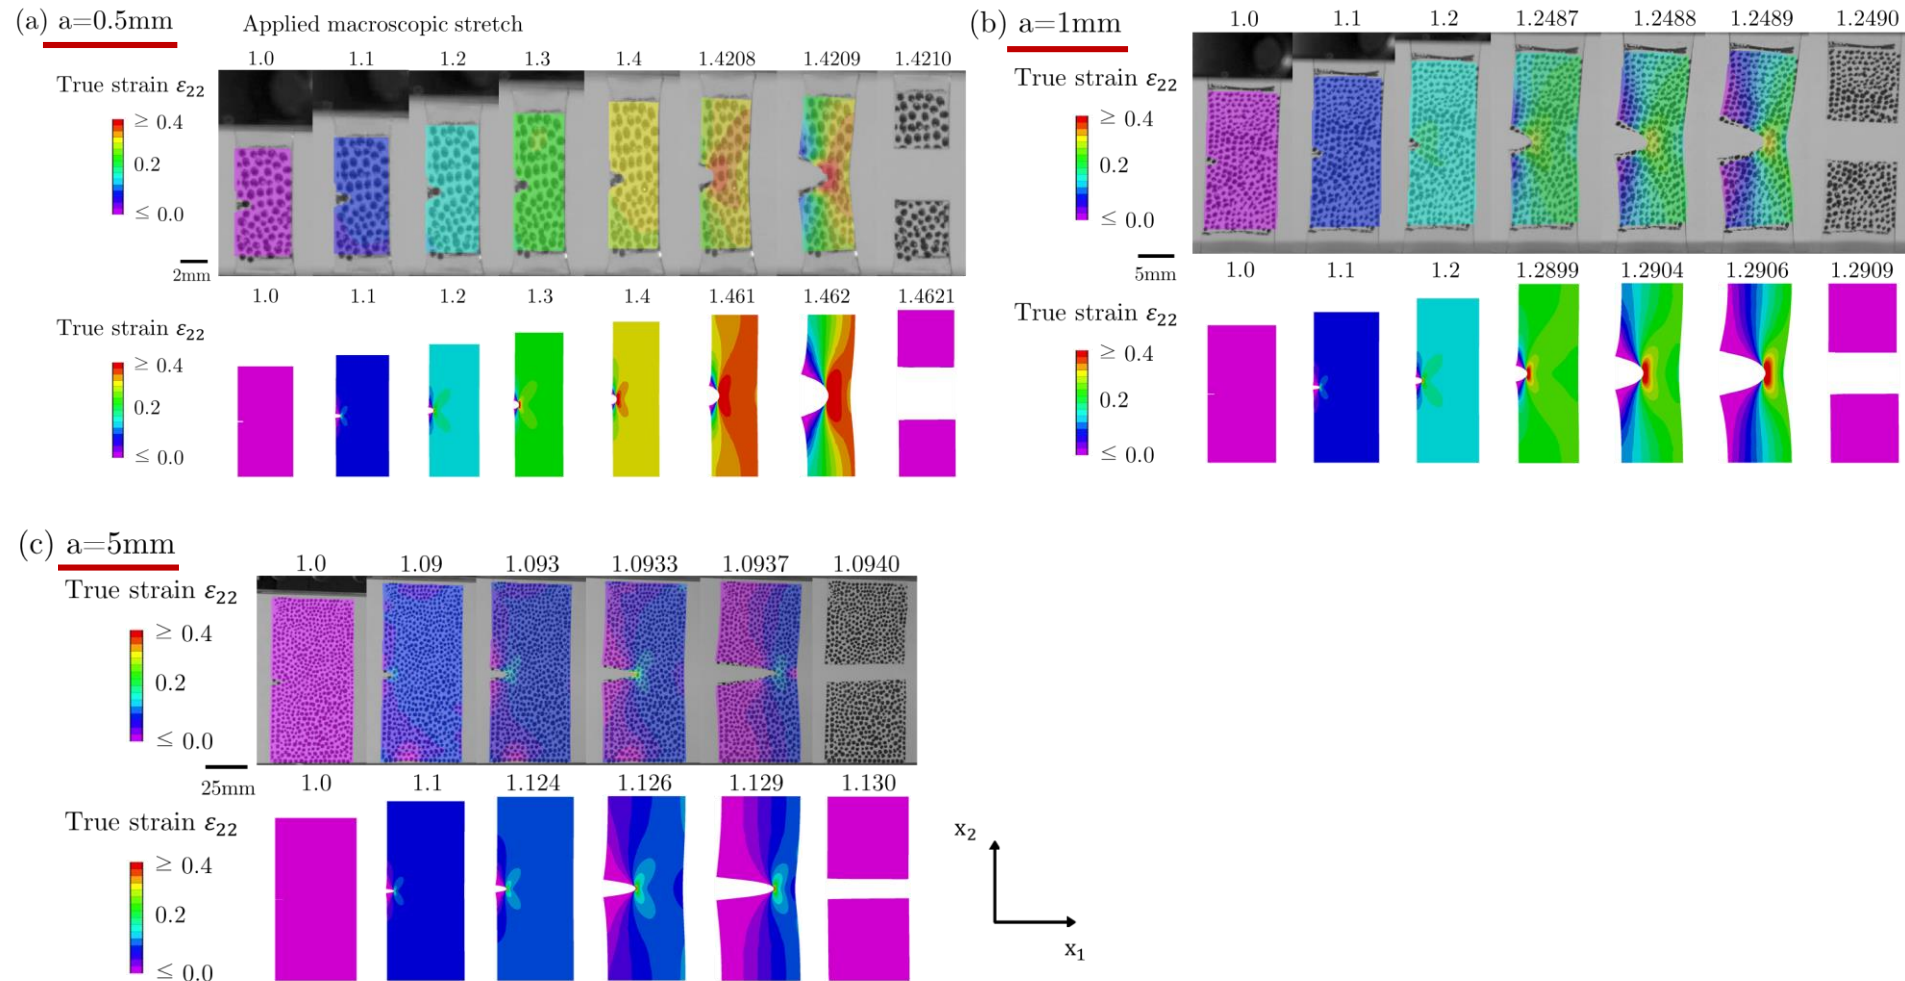 (a) a=0.5mm
Applied macroscopic stretch
1.0 1.1 1.2 1.3 1.4 1.4208 1.4209 1.4210
True strain ε22
≥ 0.4
0.2
≤ 0.0
2mm
1.0 1.1 1.2 1.3 1.4 1.461 1.462 1.4621
True strain ε22
≥ 0.4
0.2
≤ 0.0
(b) a=1mm
1.0 1.1 1.2 1.2487 1.2488 1.2489 1.2490
True strain ε22
≥ 0.4
0.2
≤ 0.0
5mm
1.0 1.1 1.2 1.2899 1.2904 1.2906 1.2909
True strain ε22
≥ 0.4
0.2
≤ 0.0
(c) a=5mm
1.0 1.09 1.093 1.0933 1.0937 1.0940
True strain ε22
≥ 0.4
0.2
≤ 0.0
25mm
1.0 1.1 1.124 1.126 1.129 1.130
True strain ε22
≥ 0.4
0.2
≤ 0.0
x2
x1